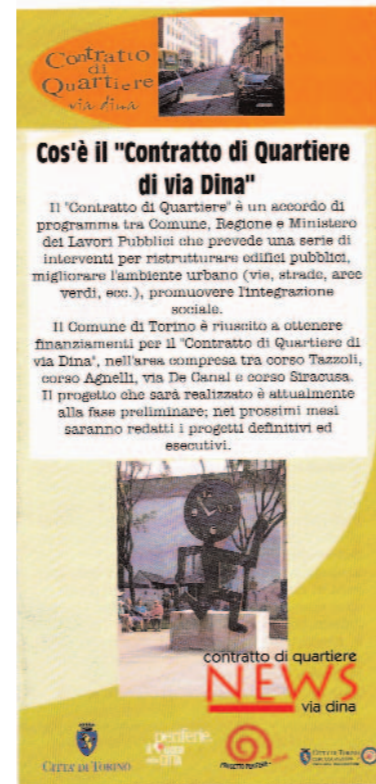 Contratto
di
Quartiere
via dina
Cos'è il "Contratto di Quartiere
di via Dina"
Il "Contratto di Quartiere" è un accordo di
programma tra Comune, Regione e Ministero
dei Lavori Pubblici che prevede una serie di
interventi per ristrutturare edifici pubblici,
migliorare l'ambiente urbano (vie, strade, aree
verdi, ecc.), promuovere l'integrazione
sociale.
Il Comune di Torino è riuscito a ottenere
finanziamenti per il "Contratto di Quartiere di
via Dina", nell'area compresa tra corso Tazzoli,
corso Agnelli, via De Canal e corso Siracusa.
Il progetto che sarà realizzato è attualmente
alla fase preliminare; nei prossimi mesi
saranno redatti i progetti definitivi ed
esecutivi.
contratto di quartiere
NEWS
via dina
CITTA' DI TORINO
periferie.
CITTA
CITTA' DI TORINO